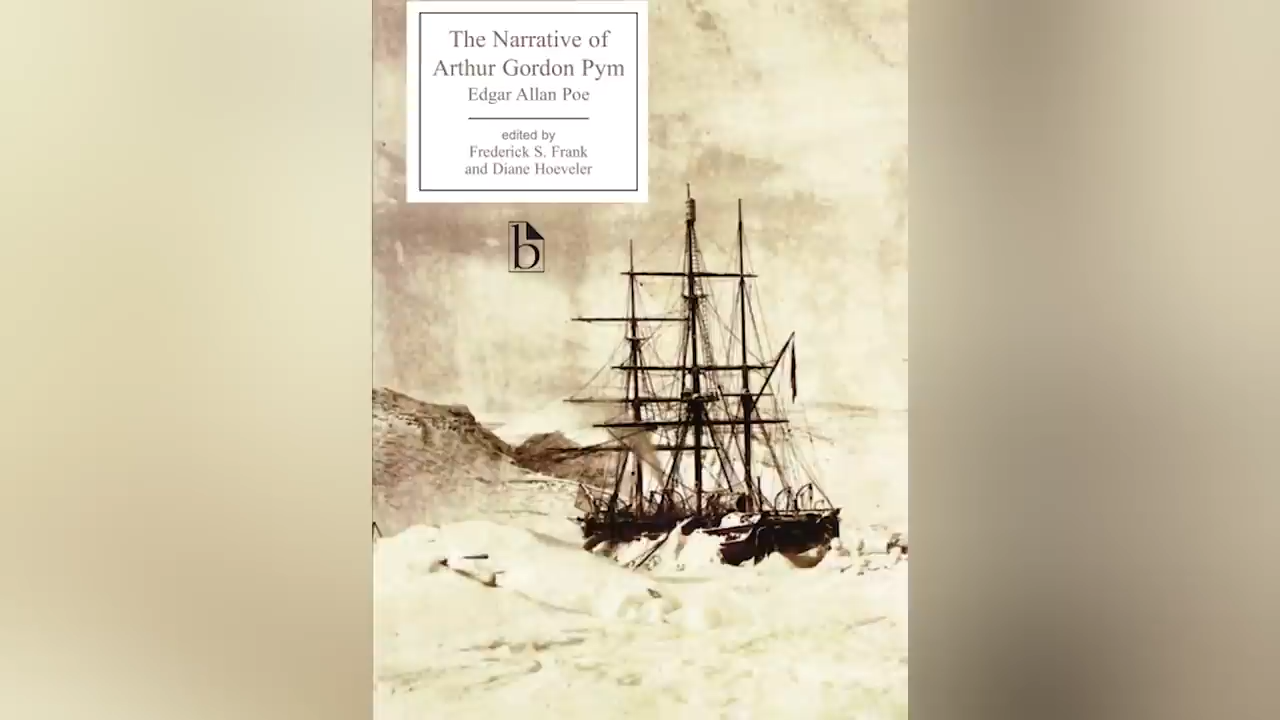 The Narrative of
Arthur Gordon Pym
Edgar Allan Poe
edited by
Frederick S. Frank
and Diane Hoeveler
b